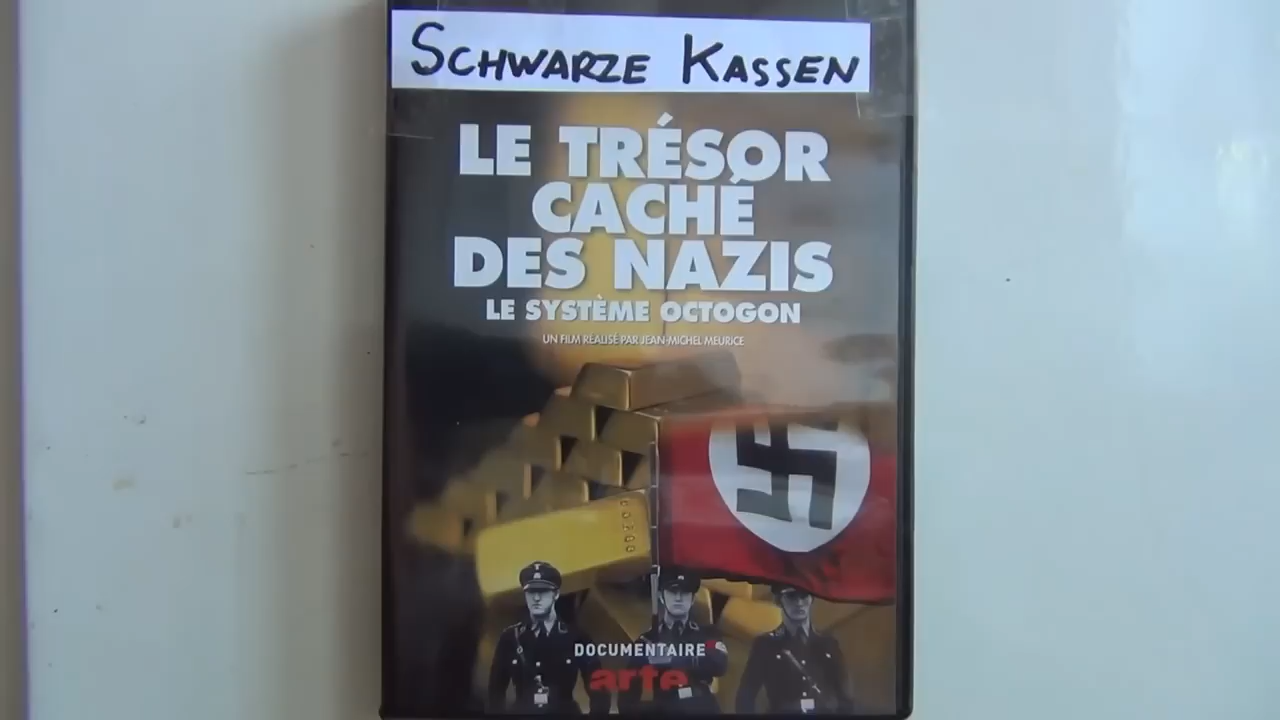 SCHWARZE KASSEN
LE TRÉSOR
CACHÉ
DES NAZIS
LE SYSTÈME OCTOGON
UN FILM RÉALISÉ PAR JEAN-MICHEL MEURICE
DOCUMENTAIRE
arte